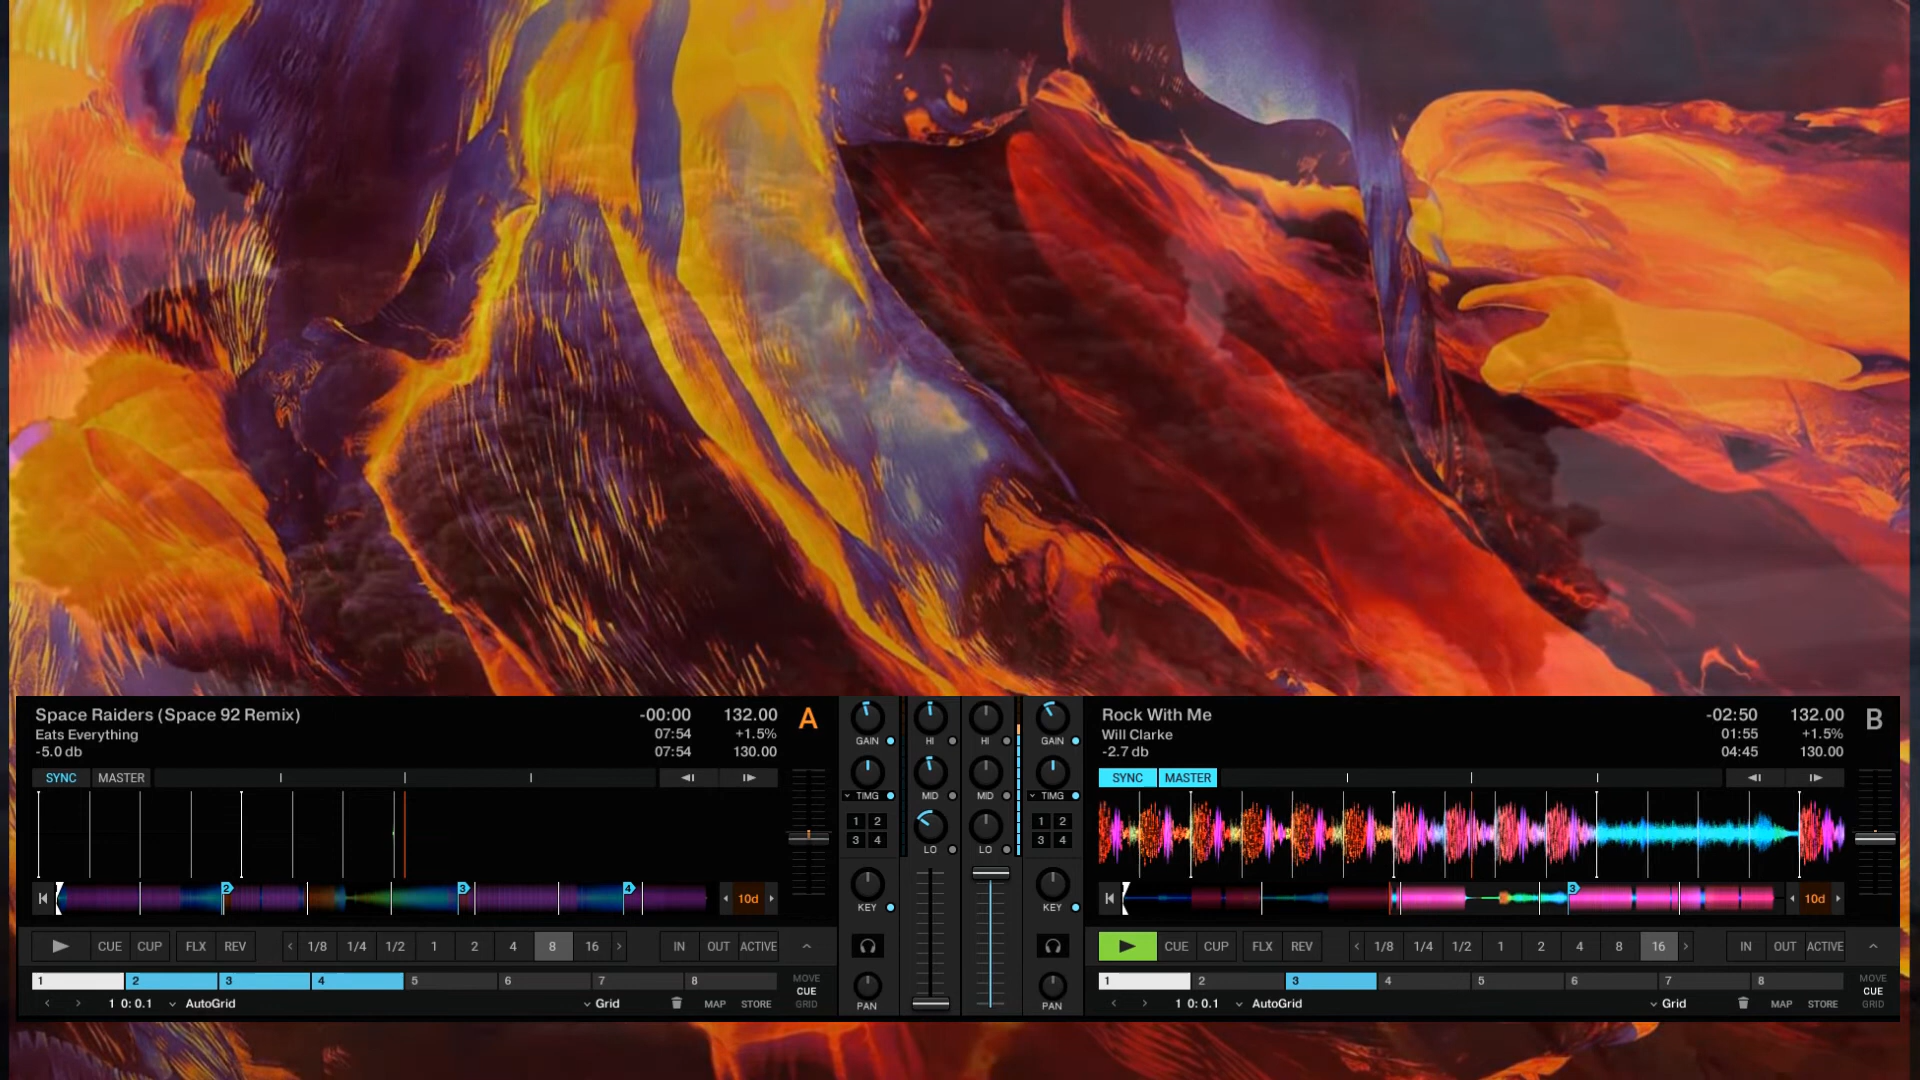 Space Raiders (Space 92 Remix) -00:00 132.00 A
Eats Everything 07:54 +1.5%
-5.0 db 07:54 130.00
SYNC MASTER
2 3 4
10d
CUE CUP FLX REV 1/8 1/4 1/2 1 2 4 8 16 IN OUT ACTIVE
1 2 3 4 5 6 7 8
1 0: 0.1 AutoGrid Grid MAP STORE
MOVE
CUE
GRID
GAIN HI HI GAIN
TIMG MID MID TIMG
1 2 1 2
3 4 3 4
LO LO
KEY KEY
PAN PAN
Rock With Me -02:50 132.00 B
Will Clarke 01:55 +1.5%
-2.7 db 04:45 130.00
SYNC MASTER
3
10d
CUE CUP FLX REV 1/8 1/4 1/2 1 2 4 8 16 IN OUT ACTIVE
1 2 3 4 5 6 7 8
1 0: 0.1 AutoGrid Grid MAP STORE
MOVE
CUE
GRID